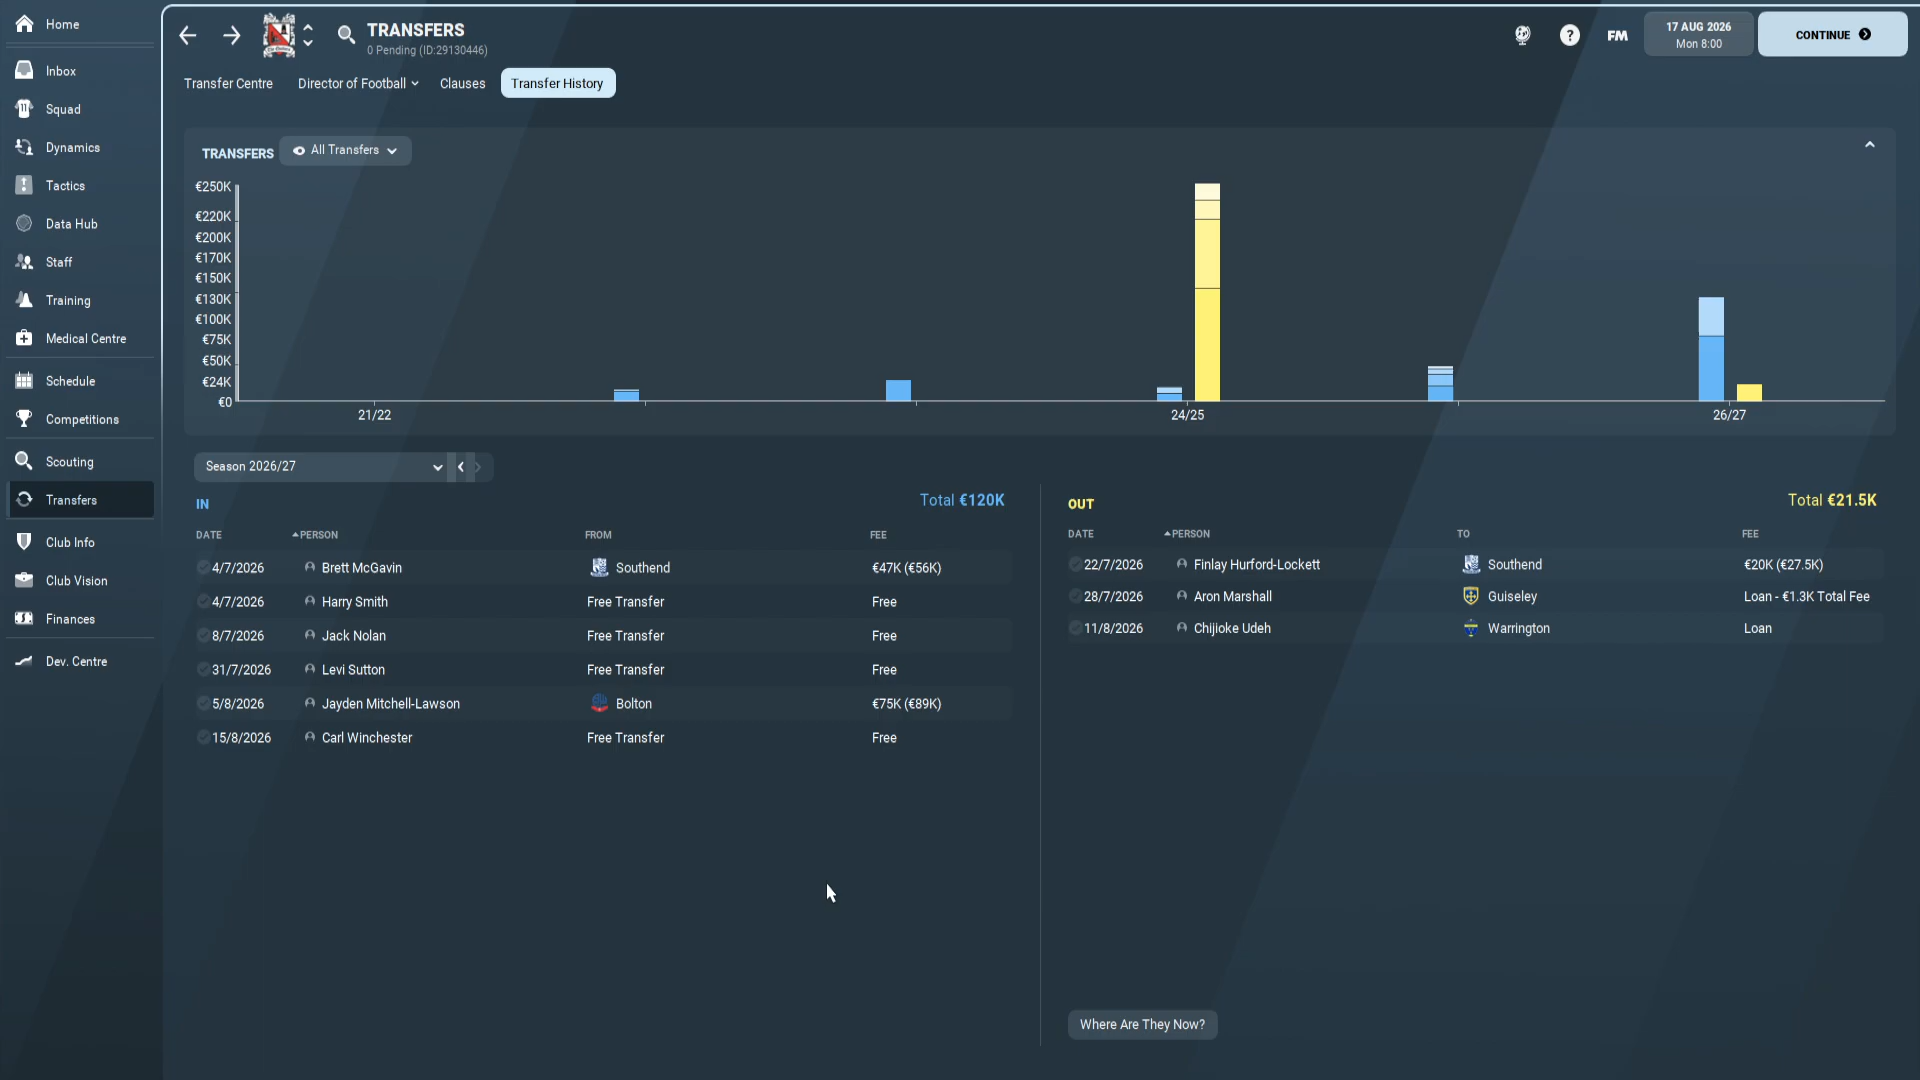 Home
Inbox
Squad
Dynamics
Tactics
Data Hub
Staff
Training
Medical Centre
Schedule
Competitions
Scouting
Transfers
Club Info
Club Vision
Finances
Dev. Centre
TRANSFERS
0 Pending (ID:29130446)
FM
17 AUG 2026
Mon 8:00
CONTINUE
Transfer Centre Director of Football Clauses Transfer History
TRANSFERS All Transfers
€250K
€220K
€200K
€170K
€150K
€130K
€100K
€75K
€50K
€24K
€0
21/22 24/25 26/27
Season 2026/27
IN Total €120K
DATE PERSON FROM FEE
4/7/2026 Brett McGavin Southend €47K (€56K)
4/7/2026 Harry Smith Free Transfer Free
8/7/2026 Jack Nolan Free Transfer Free
31/7/2026 Levi Sutton Free Transfer Free
5/8/2026 Jayden Mitchell-Lawson Bolton €75K (€89K)
15/8/2026 Carl Winchester Free Transfer Free
OUT Total €21.5K
DATE PERSON TO FEE
22/7/2026 Finlay Hurford-Lockett Southend €20K (€27.5K)
28/7/2026 Aron Marshall Guiseley Loan - €1.3K Total Fee
11/8/2026 Chijioke Udeh Warrington Loan
Where Are They Now?